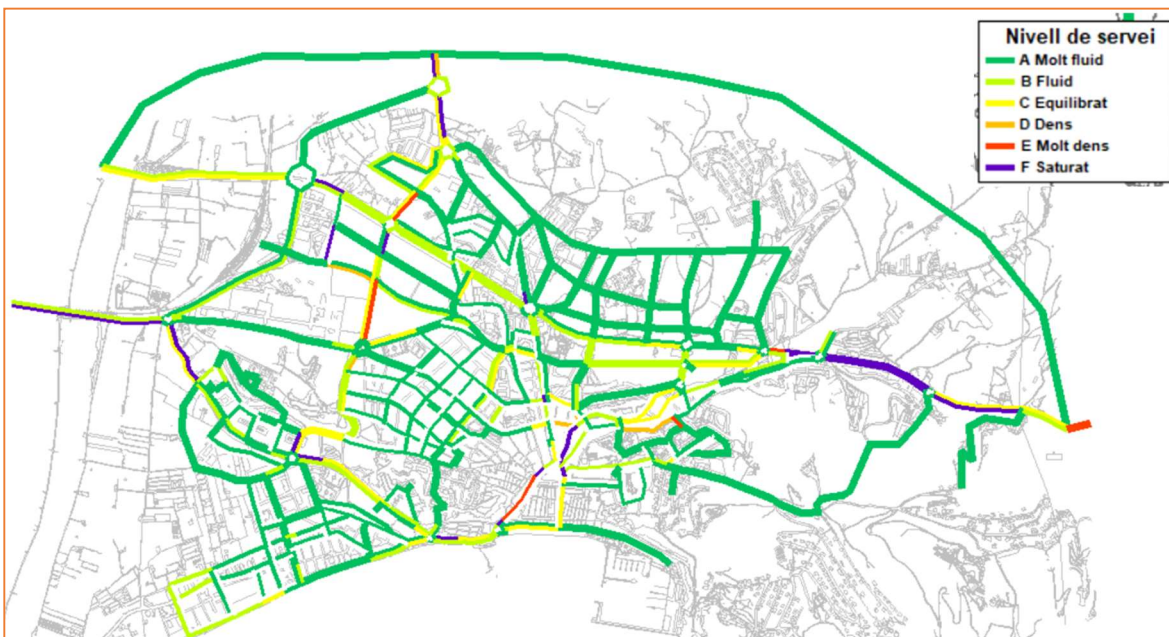 Nivell de servei
A Molt fluid
B Fluid
C Equilibrat
D Dens
E Molt dens
F Saturat